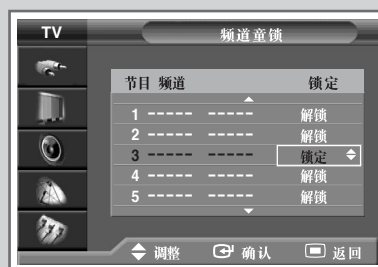 TV 频道童锁
节目 频道 锁定
1 ----- ----- 解锁
2 ----- ----- 解锁
3 ----- ----- 锁定
4 ----- ----- 解锁
5 ----- ----- 解锁
调整 确认 返回